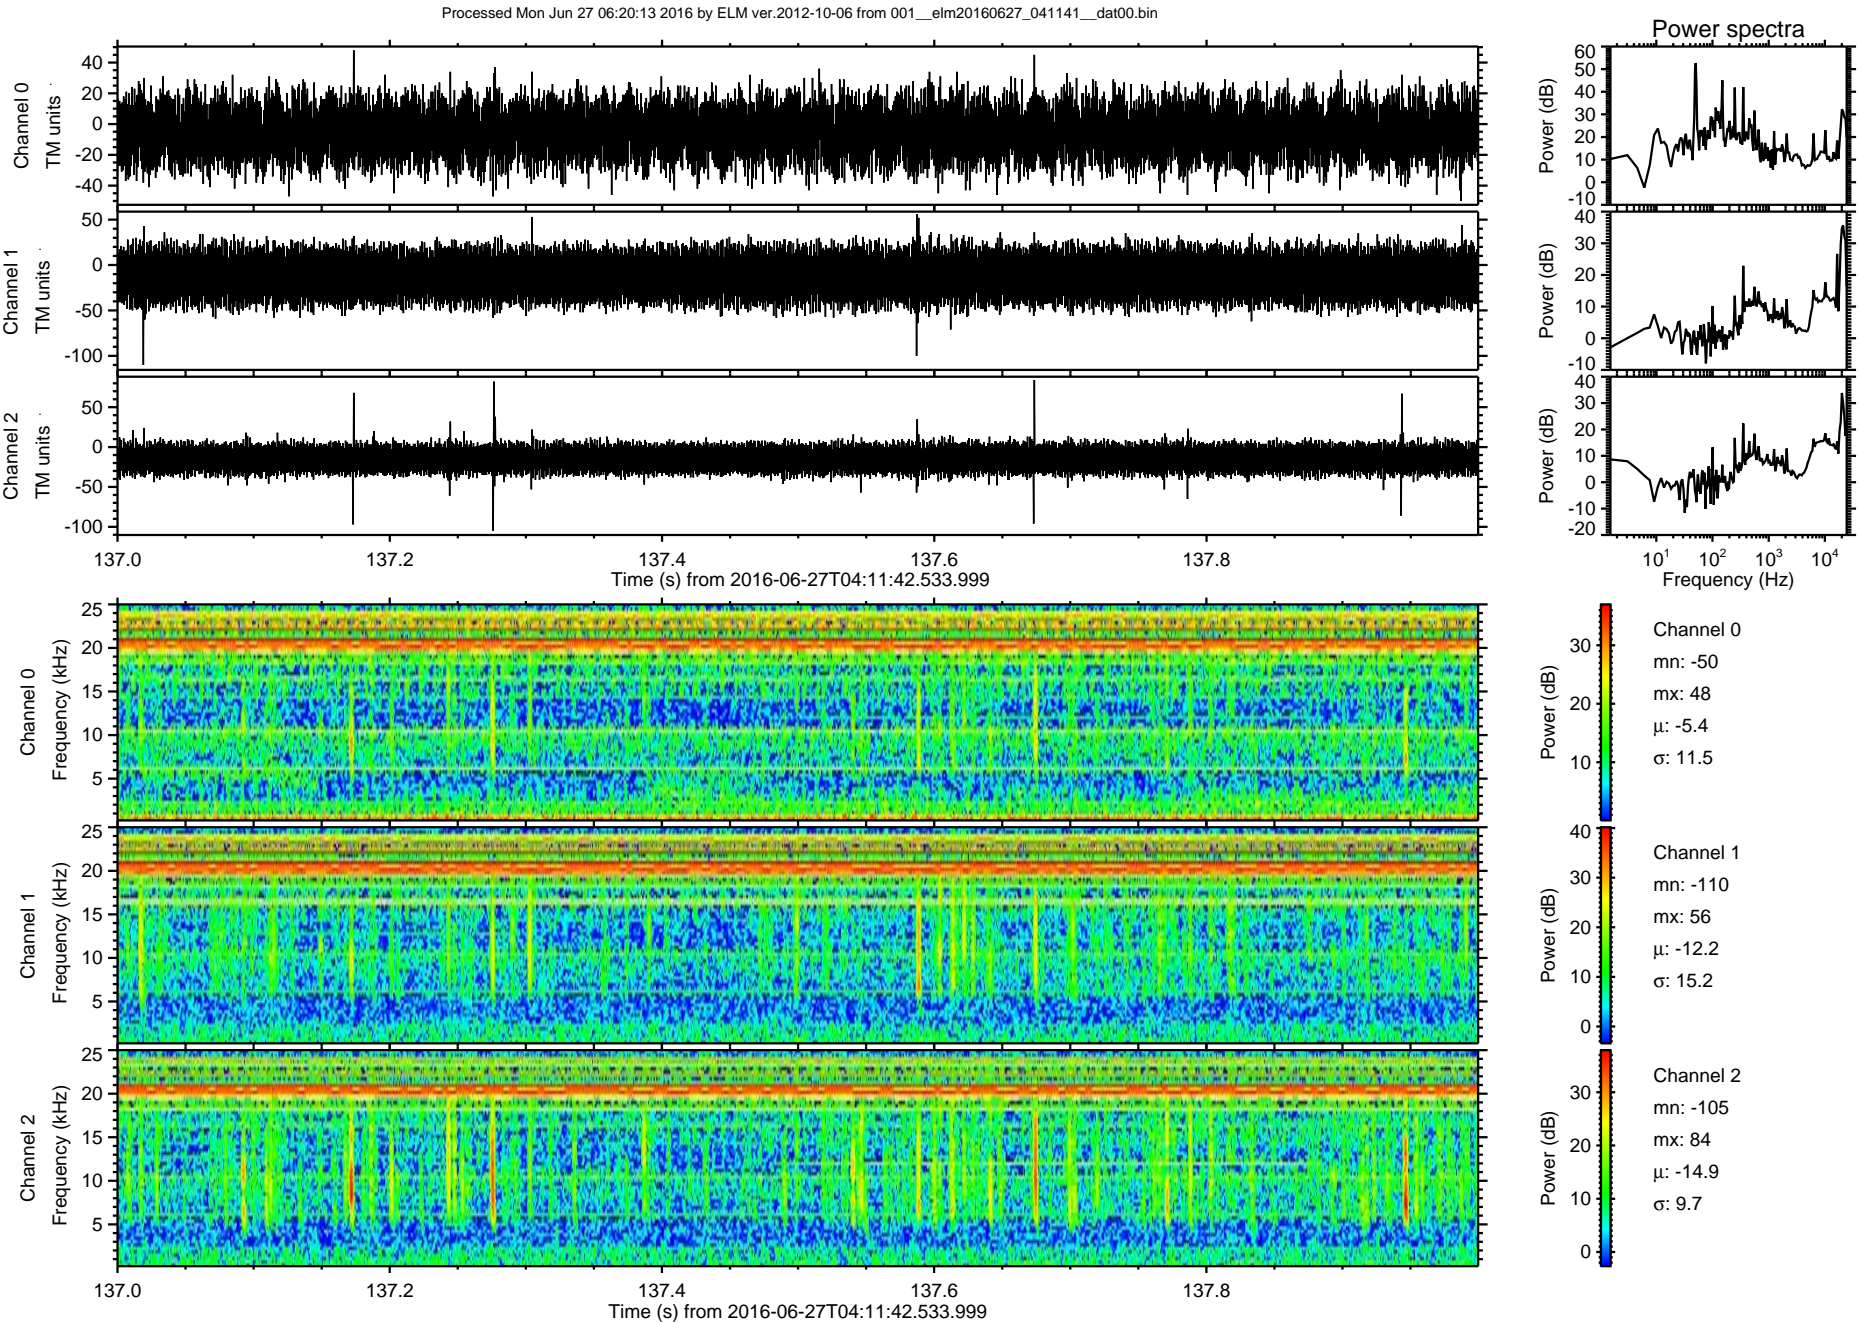 Processed Mon Jun 27 06:20:13 2016 by ELM ver.2012-10-06 from 001__elm20160627_041141__dat00.bin
Power spectra
Channel 0
TM units
40
20
0
-20
-40
Power (dB)
60
50
40
30
20
10
0
-10
Channel 1
TM units
50
0
-50
-100
Power (dB)
40
30
20
10
0
-10
Channel 2
TM units
50
0
-50
-100
Power (dB)
40
30
20
10
0
-10
-20
137.0 137.2 137.4 137.6 137.8
Time (s) from 2016-06-27T04:11:42.533.999
10^1 10^2 10^3 10^4
Frequency (Hz)
Channel 0
Frequency (kHz)
25
20
15
10
5
Power (dB)
30
20
10
Channel 0
mn: -50
mx: 48
μ: -5.4
σ: 11.5
Channel 1
Frequency (kHz)
25
20
15
10
5
Power (dB)
40
30
20
10
0
Channel 1
mn: -110
mx: 56
μ: -12.2
σ: 15.2
Channel 2
Frequency (kHz)
25
20
15
10
5
Power (dB)
30
20
10
0
Channel 2
mn: -105
mx: 84
μ: -14.9
σ: 9.7
137.0 137.2 137.4 137.6 137.8
Time (s) from 2016-06-27T04:11:42.533.999